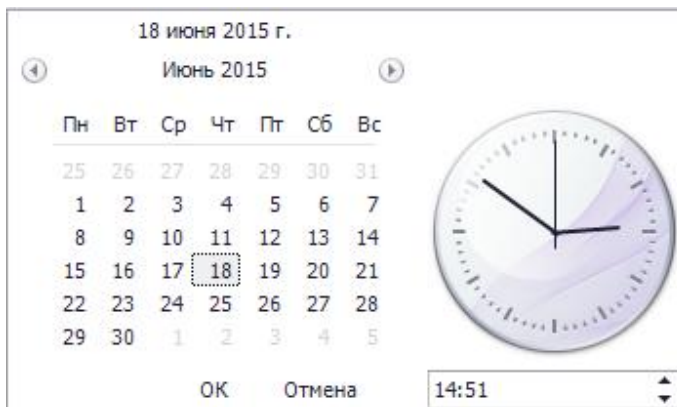 18 июня 2015 г.
Июнь 2015
Пн Вт Ср Чт Пт Сб Вс
25 26 27 28 29 30 31
1 2 3 4 5 6 7
8 9 10 11 12 13 14
15 16 17 18 19 20 21
22 23 24 25 26 27 28
29 30 1 2 3 4 5
ОК Отмена 14:51